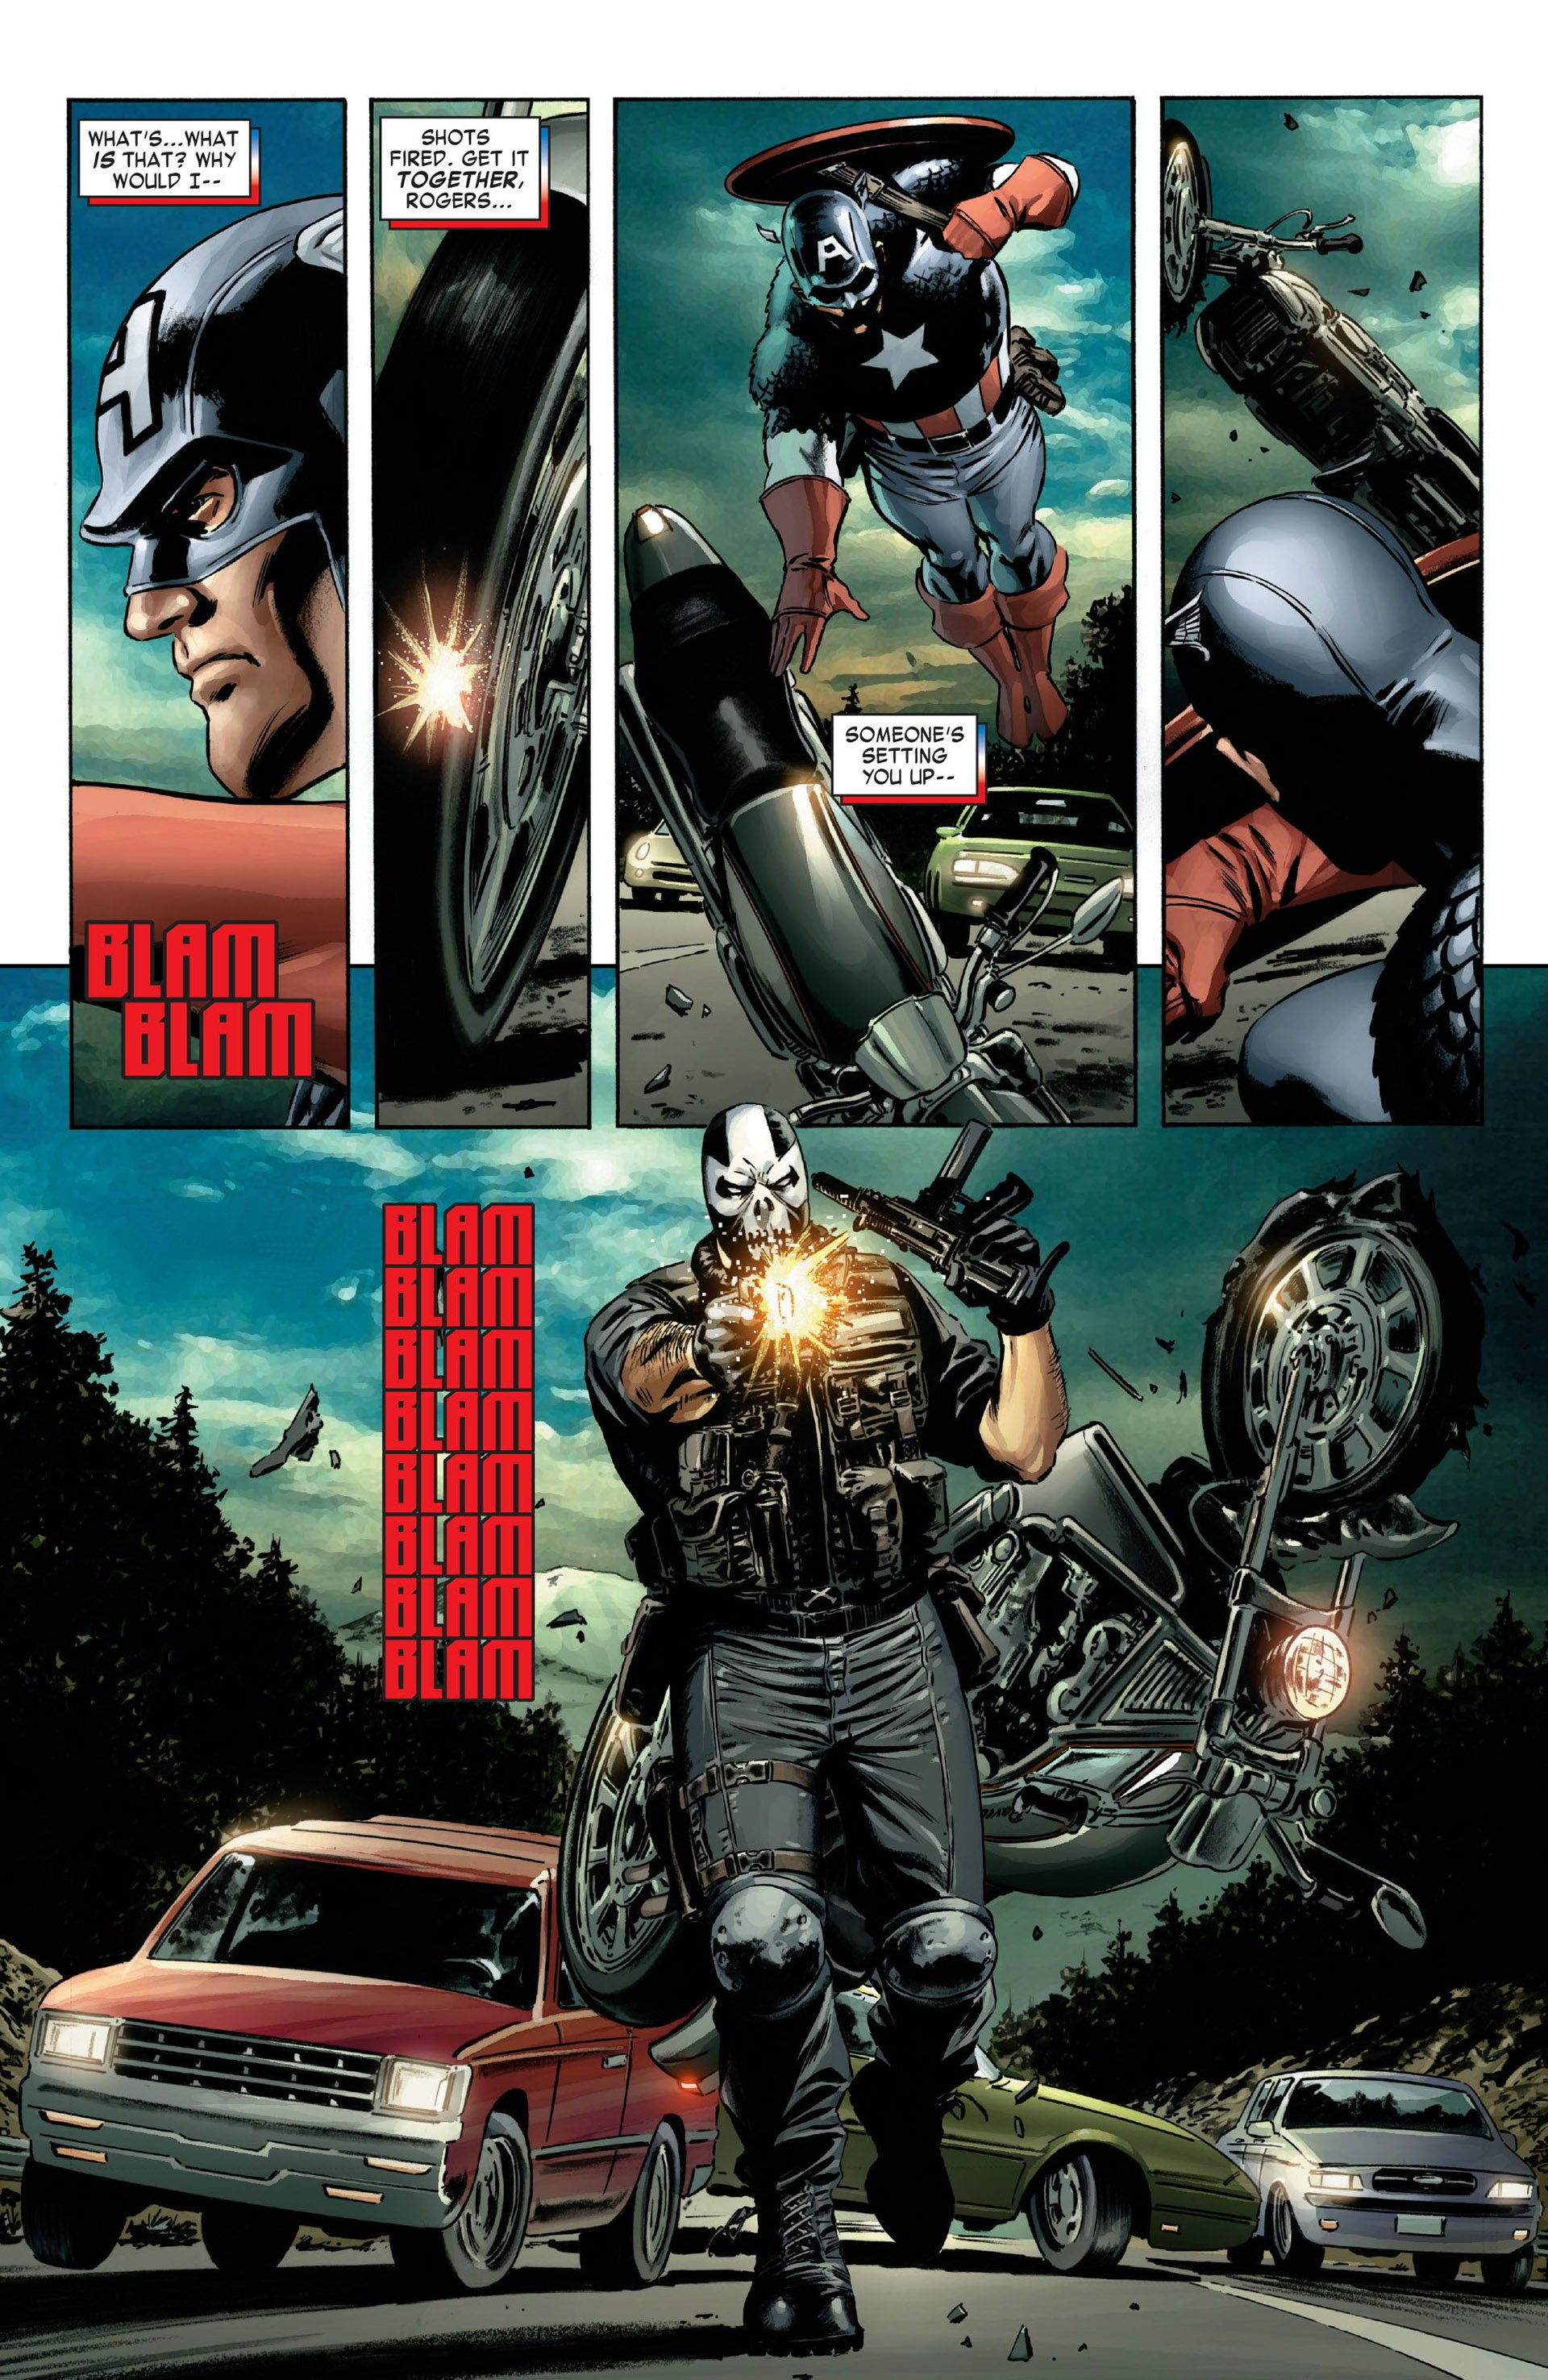 WHAT'S...WHAT
IS THAT? WHY
WOULD I--
BLAM
BLAM
SHOTS
FIRED. GET IT
TOGETHER,
ROGERS...
A
SOMEONE'S
SETTING
YOU UP--
BLAM
BLAM
BLAM
BLAM
BLAM
BLAM
BLAM
BLAM